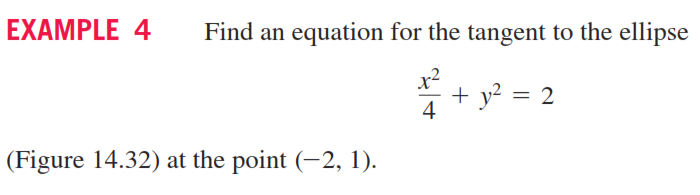 EXAMPLE 4 Find an equation for the tangent to the ellipse
x²/4 + y² = 2
(Figure 14.32) at the point (−2, 1).